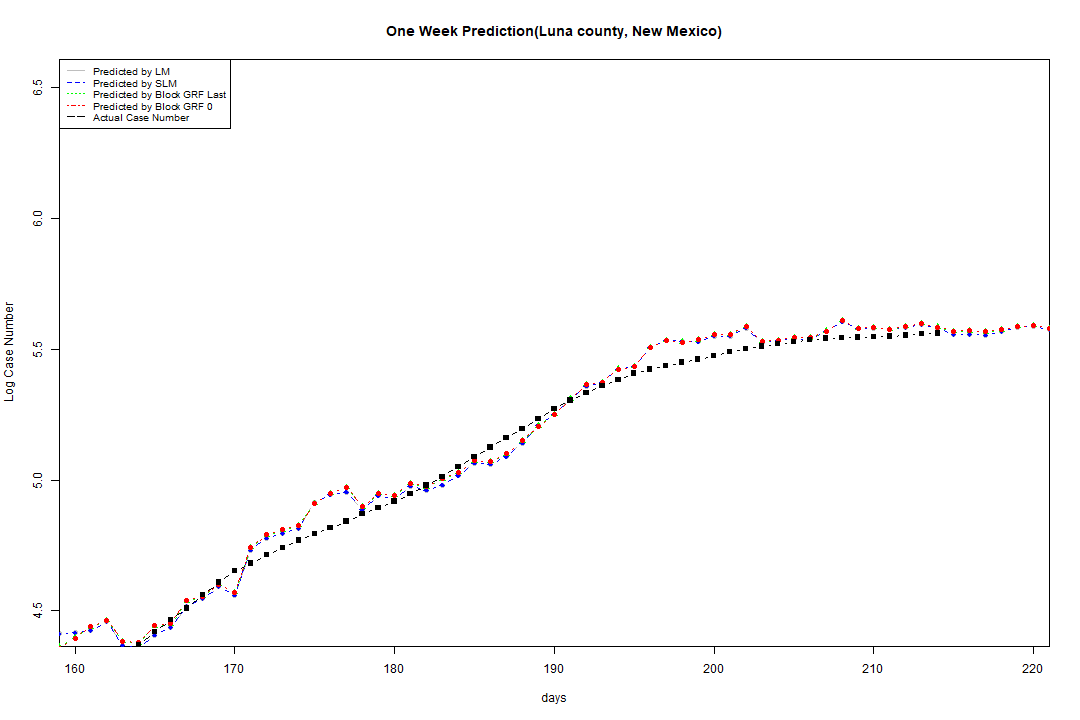 One Week Prediction(Luna county, New Mexico)
Predicted by LM
Predicted by SLM
Predicted by Block GRF Last
Predicted by Block GRF 0
Actual Case Number
Log Case Number
6.5
6.0
5.5
5.0
4.5
160 170 180 190 200 210 220
days